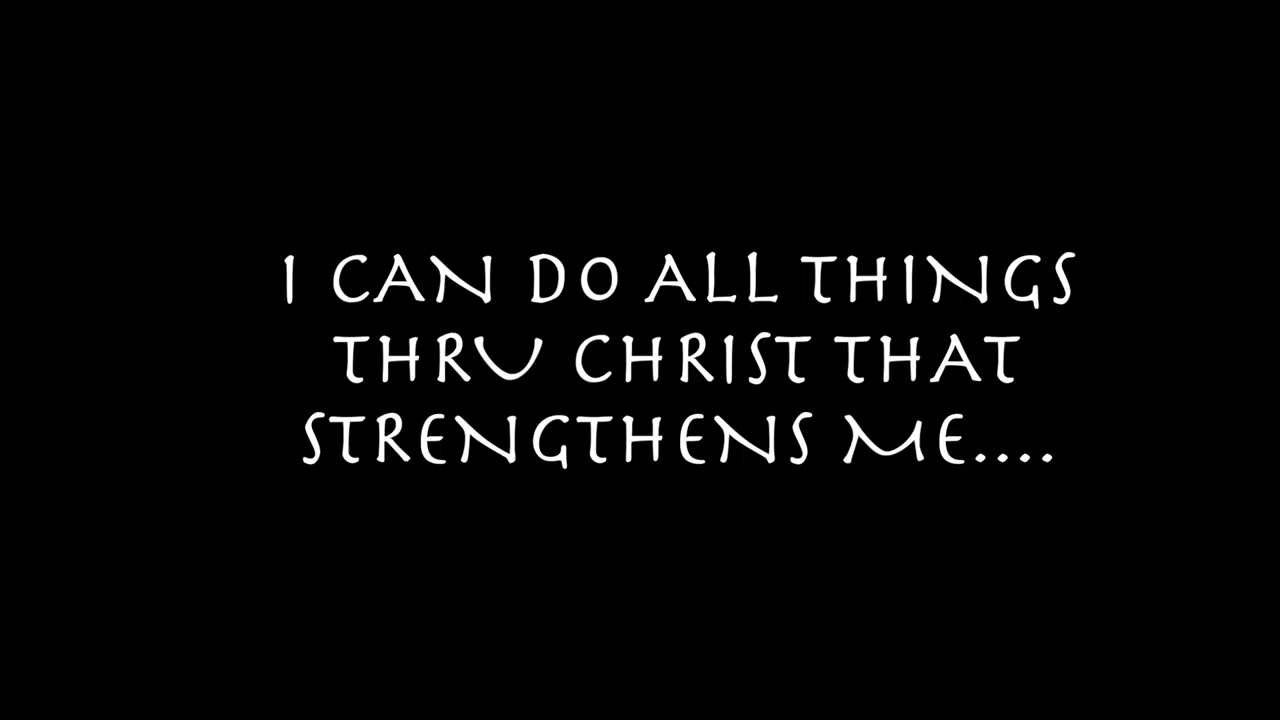 I CAN DO ALL THINGS
THRU CHRIST THAT
STRENGTHENS ME....